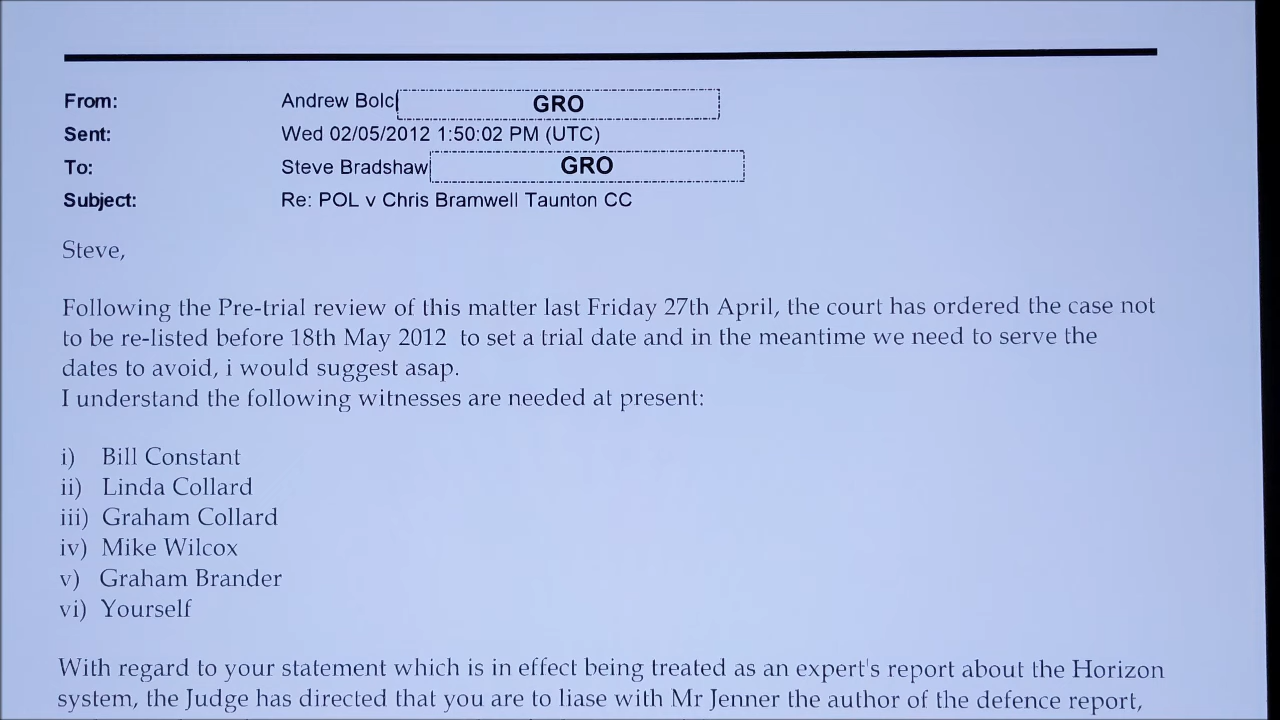 From: Andrew Bolc GRO
Sent: Wed 02/05/2012 1:50:02 PM (UTC)
To: Steve Bradshaw GRO
Subject: Re: POL v Chris Bramwell Taunton CC
Steve,
Following the Pre-trial review of this matter last Friday 27th April, the court has ordered the case not
to be re-listed before 18th May 2012 to set a trial date and in the meantime we need to serve the
dates to avoid, i would suggest asap.
I understand the following witnesses are needed at present:
i) Bill Constant
ii) Linda Collard
iii) Graham Collard
iv) Mike Wilcox
v) Graham Brander
vi) Yourself
With regard to your statement which is in effect being treated as an expert's report about the Horizon
system, the Judge has directed that you are to liase with Mr Jenner the author of the defence report,